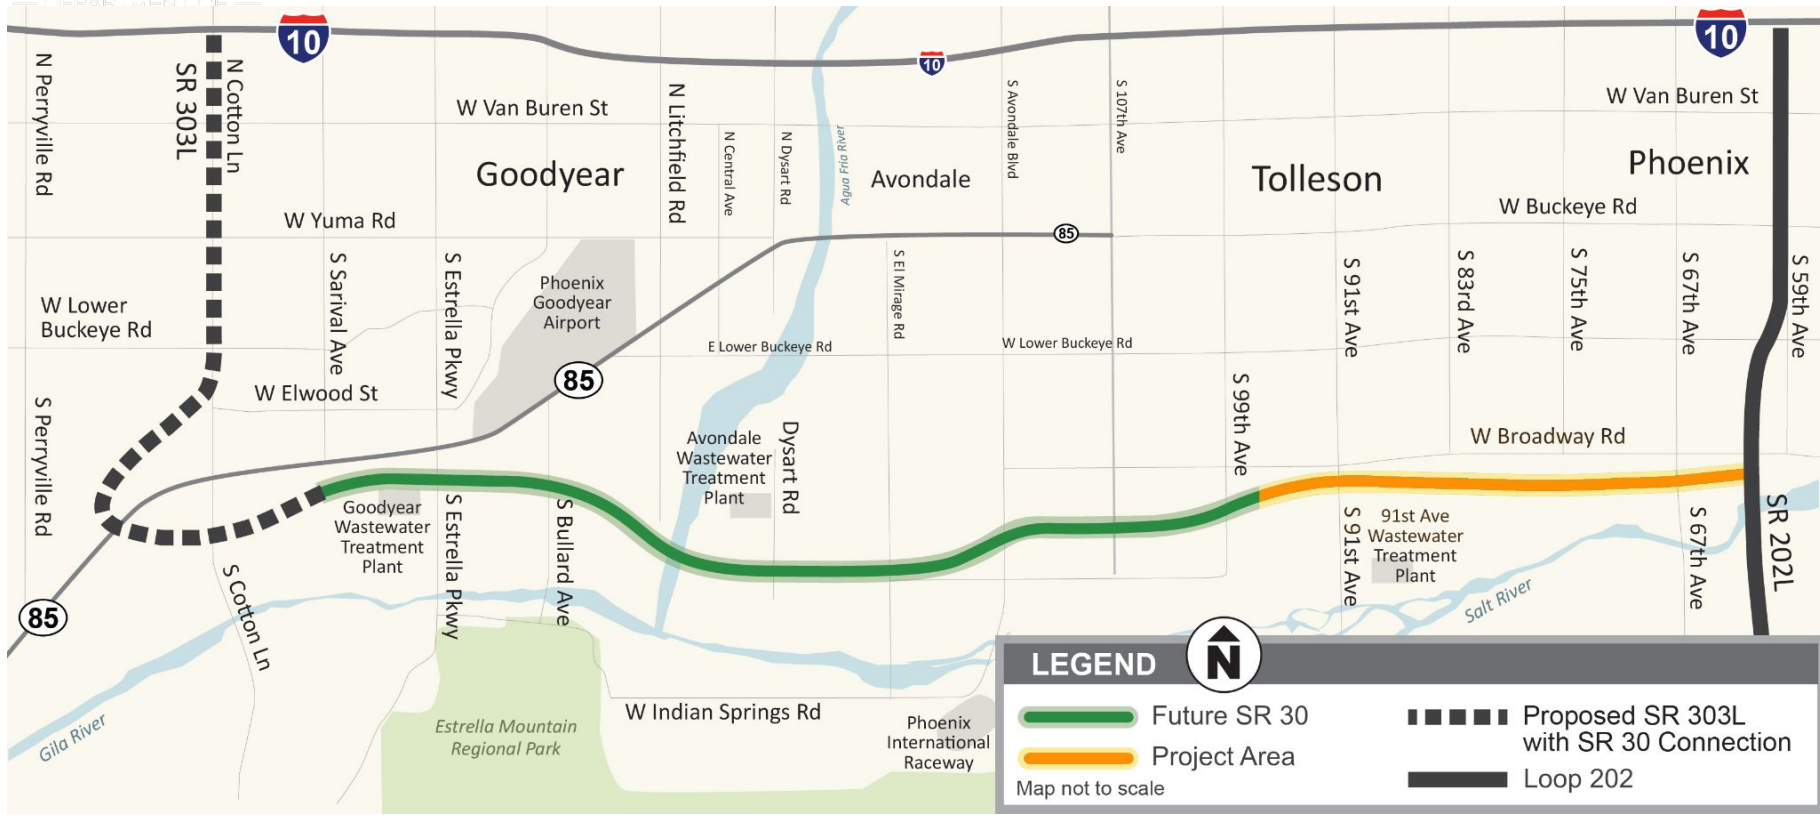 10
10
10
N Perryville Rd
SR 303L
N Cotton Ln
W Van Buren St
N Litchfield Rd
N Central Ave
N Dysart Rd
Agua Fria River
S Avondale Blvd
S 107th Ave
W Van Buren St
Goodyear
Avondale
Tolleson
Phoenix
W Yuma Rd
W Buckeye Rd
85
W Lower
Buckeye Rd
S Sarival Ave
S Estrella Pkwy
Phoenix
Goodyear
Airport
E Lower Buckeye Rd
S El Mirage Rd
W Lower Buckeye Rd
S 91st Ave
S 83rd Ave
S 75th Ave
S 67th Ave
S 59th Ave
85
W Elwood St
S Perryville Rd
Avondale
Wastewater
Treatment
Plant
Dysart Rd
S 99th Ave
W Broadway Rd
Goodyear
Wastewater
Treatment
Plant
S Estrella Pkwy
S Bullard Ave
S 91st Ave
91st Ave
Wastewater
Treatment
Plant
S 67th Ave
SR 202L
S Cotton Ln
85
Salt River
Gila River
Estrella Mountain
Regional Park
W Indian Springs Rd
Phoenix
International
Raceway
LEGEND
N
Future SR 30
Project Area
Map not to scale
Proposed SR 303L
with SR 30 Connection
Loop 202